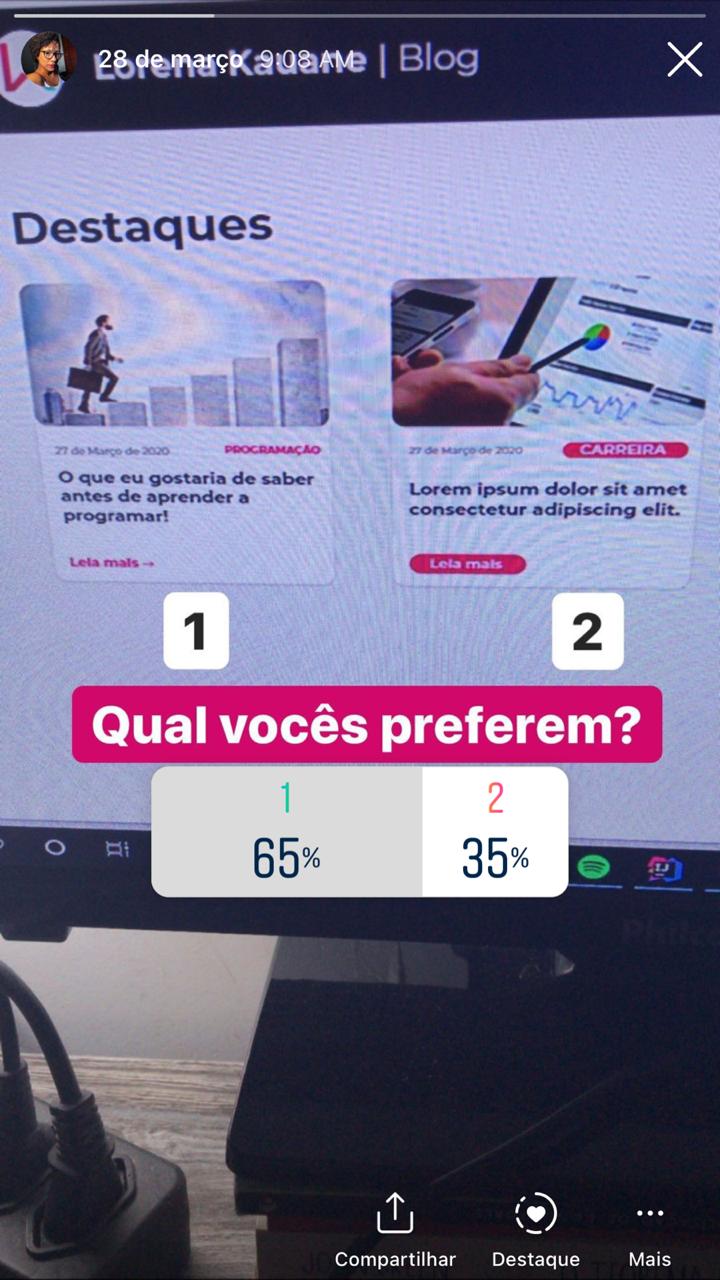 28 de março 9:08 AM
Lorena Kauane | Blog
Destaques
27 de Março de 2020 PROGRAMAÇÃO
O que eu gostaria de saber
antes de aprender a
programar!
Leia mais →
27 de Março de 2020 CARREIRA
Lorem ipsum dolor sit amet
consectetur adipiscing elit.
Leia mais
1
2
Qual vocês preferem?
1 2
65% 35%
Compartilhar Destaque Mais